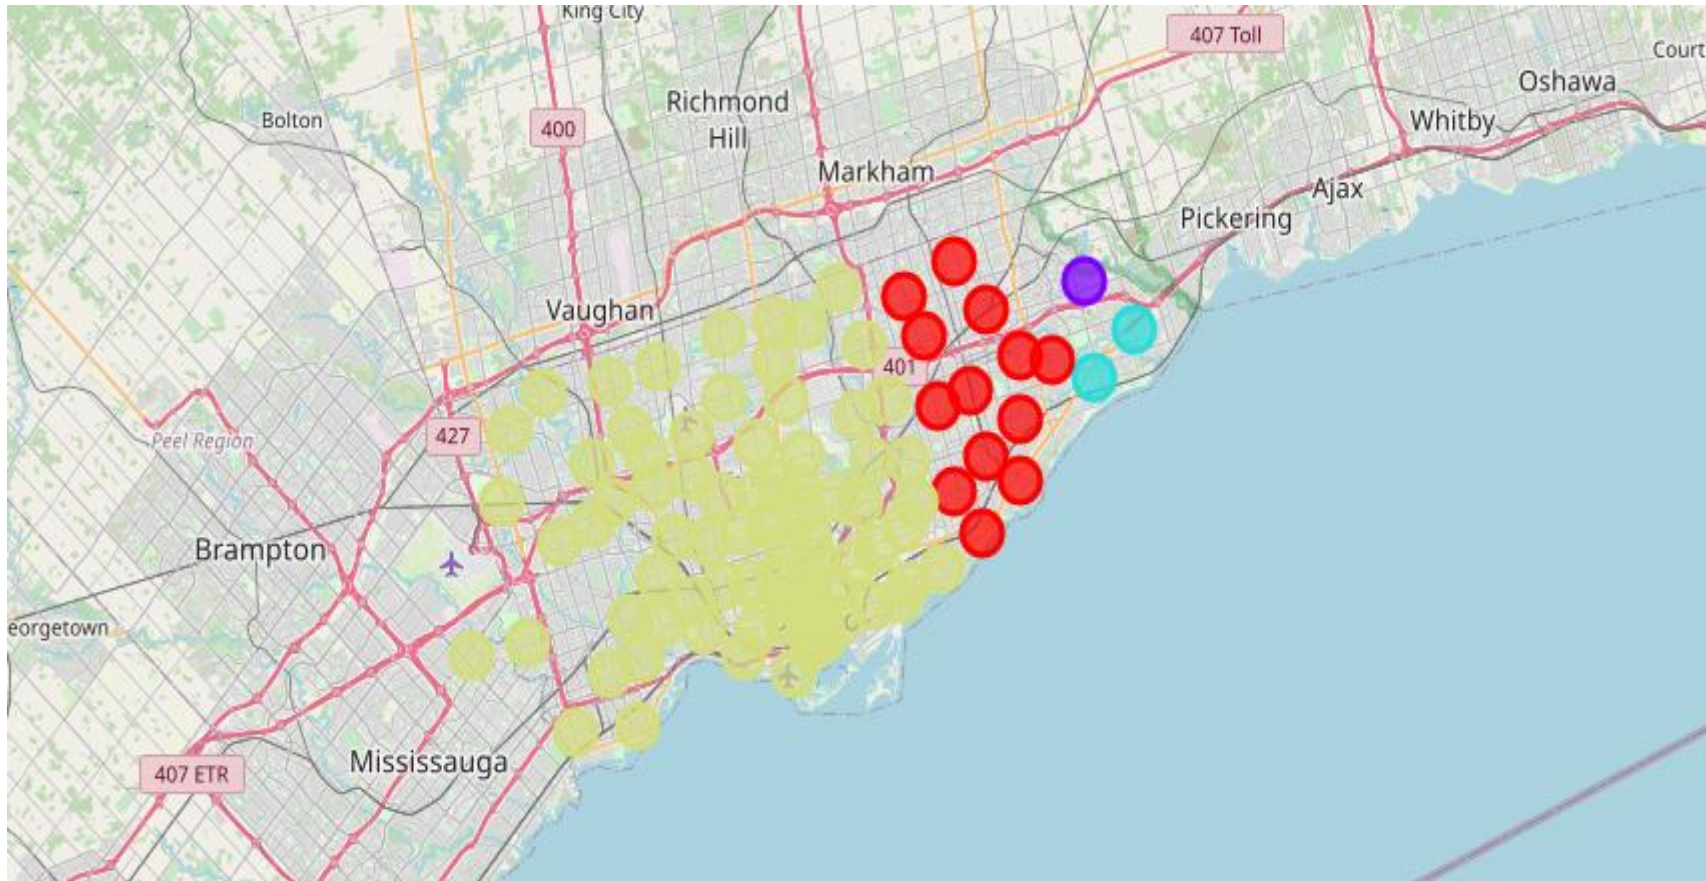 King City
407 Toll
Court
Oshawa
Richmond
Hill
Bolton
400
Whitby
Markham
Ajax
Pickering
Vaughan
401
Peel Region
427
Brampton
eorgetown
Mississauga
407 ETR